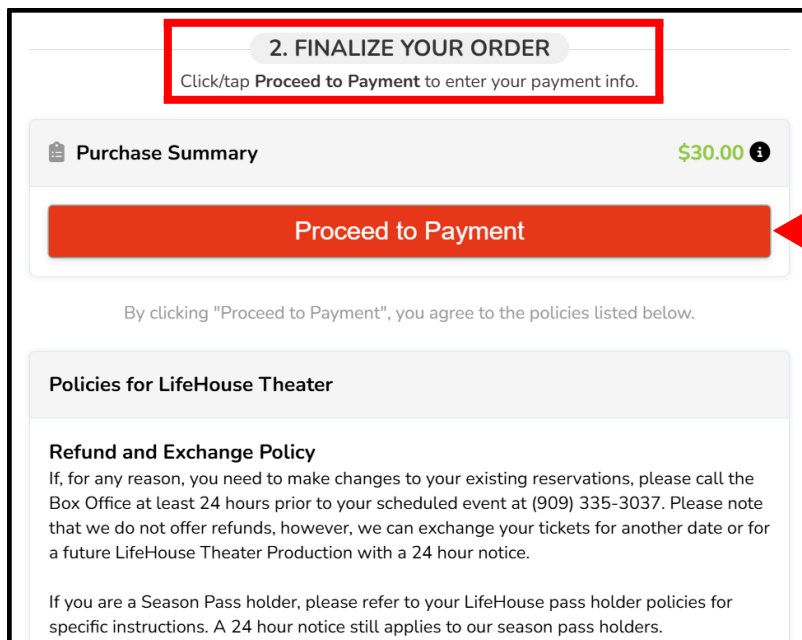 2. FINALIZE YOUR ORDER
Click/tap Proceed to Payment to enter your payment info.
Purchase Summary
$30.00
Proceed to Payment
By clicking "Proceed to Payment", you agree to the policies listed below.
Policies for LifeHouse Theater
Refund and Exchange Policy
If, for any reason, you need to make changes to your existing reservations, please call the
Box Office at least 24 hours prior to your scheduled event at (909) 335-3037. Please note
that we do not offer refunds, however, we can exchange your tickets for another date or for
a future LifeHouse Theater Production with a 24 hour notice.
If you are a Season Pass holder, please refer to your LifeHouse pass holder policies for
specific instructions. A 24 hour notice still applies to our season pass holders.